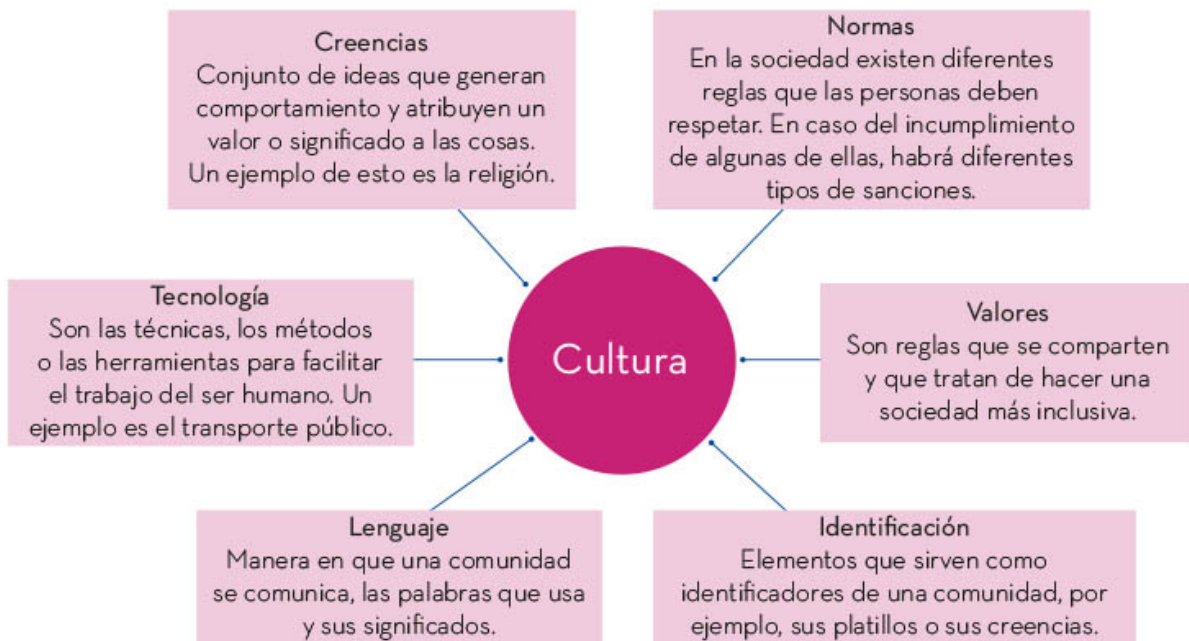 Creencias
Conjunto de ideas que generan
comportamiento y atribuyen un
valor o significado a las cosas.
Un ejemplo de esto es la religión.
Normas
En la sociedad existen diferentes
reglas que las personas deben
respetar. En caso del incumplimiento
de algunas de ellas, habrá diferentes
tipos de sanciones.
Tecnología
Son las técnicas, los métodos
o las herramientas para facilitar
el trabajo del ser humano. Un
ejemplo es el transporte público.
Cultura
Valores
Son reglas que se comparten
y que tratan de hacer una
sociedad más inclusiva.
Lenguaje
Manera en que una comunidad
se comunica, las palabras que usa
y sus significados.
Identificación
Elementos que sirven como
identificadores de una comunidad, por
ejemplo, sus platillos o sus creencias.